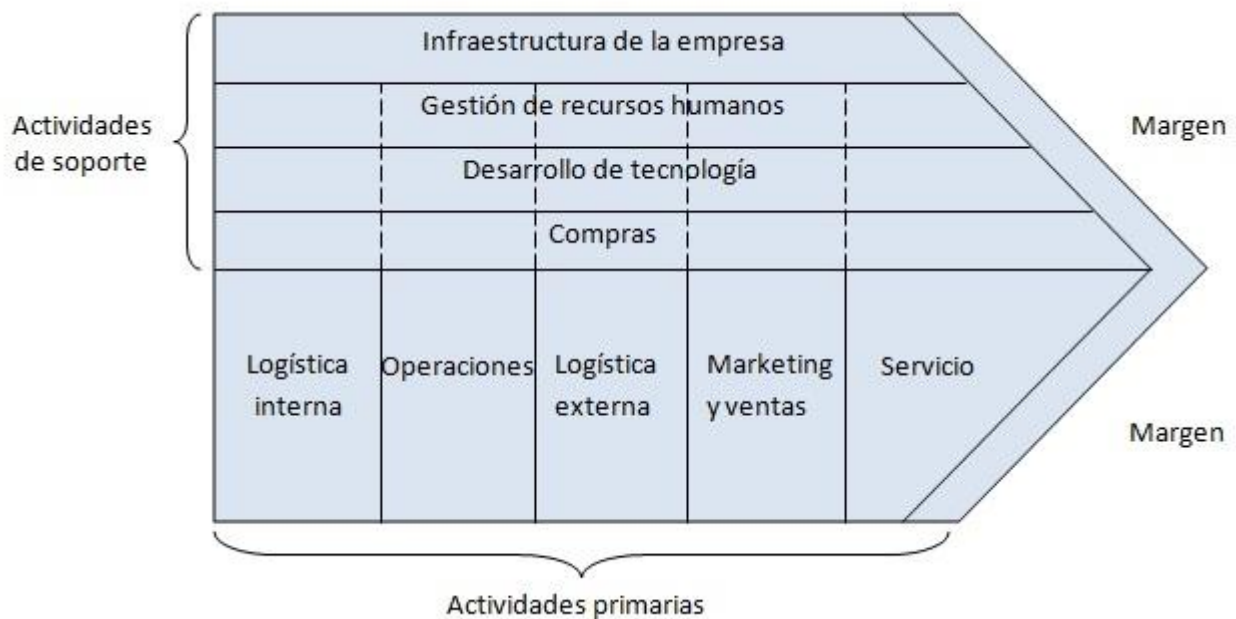 Infraestructura de la empresa
Gestión de recursos humanos
Desarrollo de tecnología
Compras
Actividades
de soporte
Margen
Logística
interna
Operaciones
Logística
externa
Marketing
y ventas
Servicio
Margen
Actividades primarias